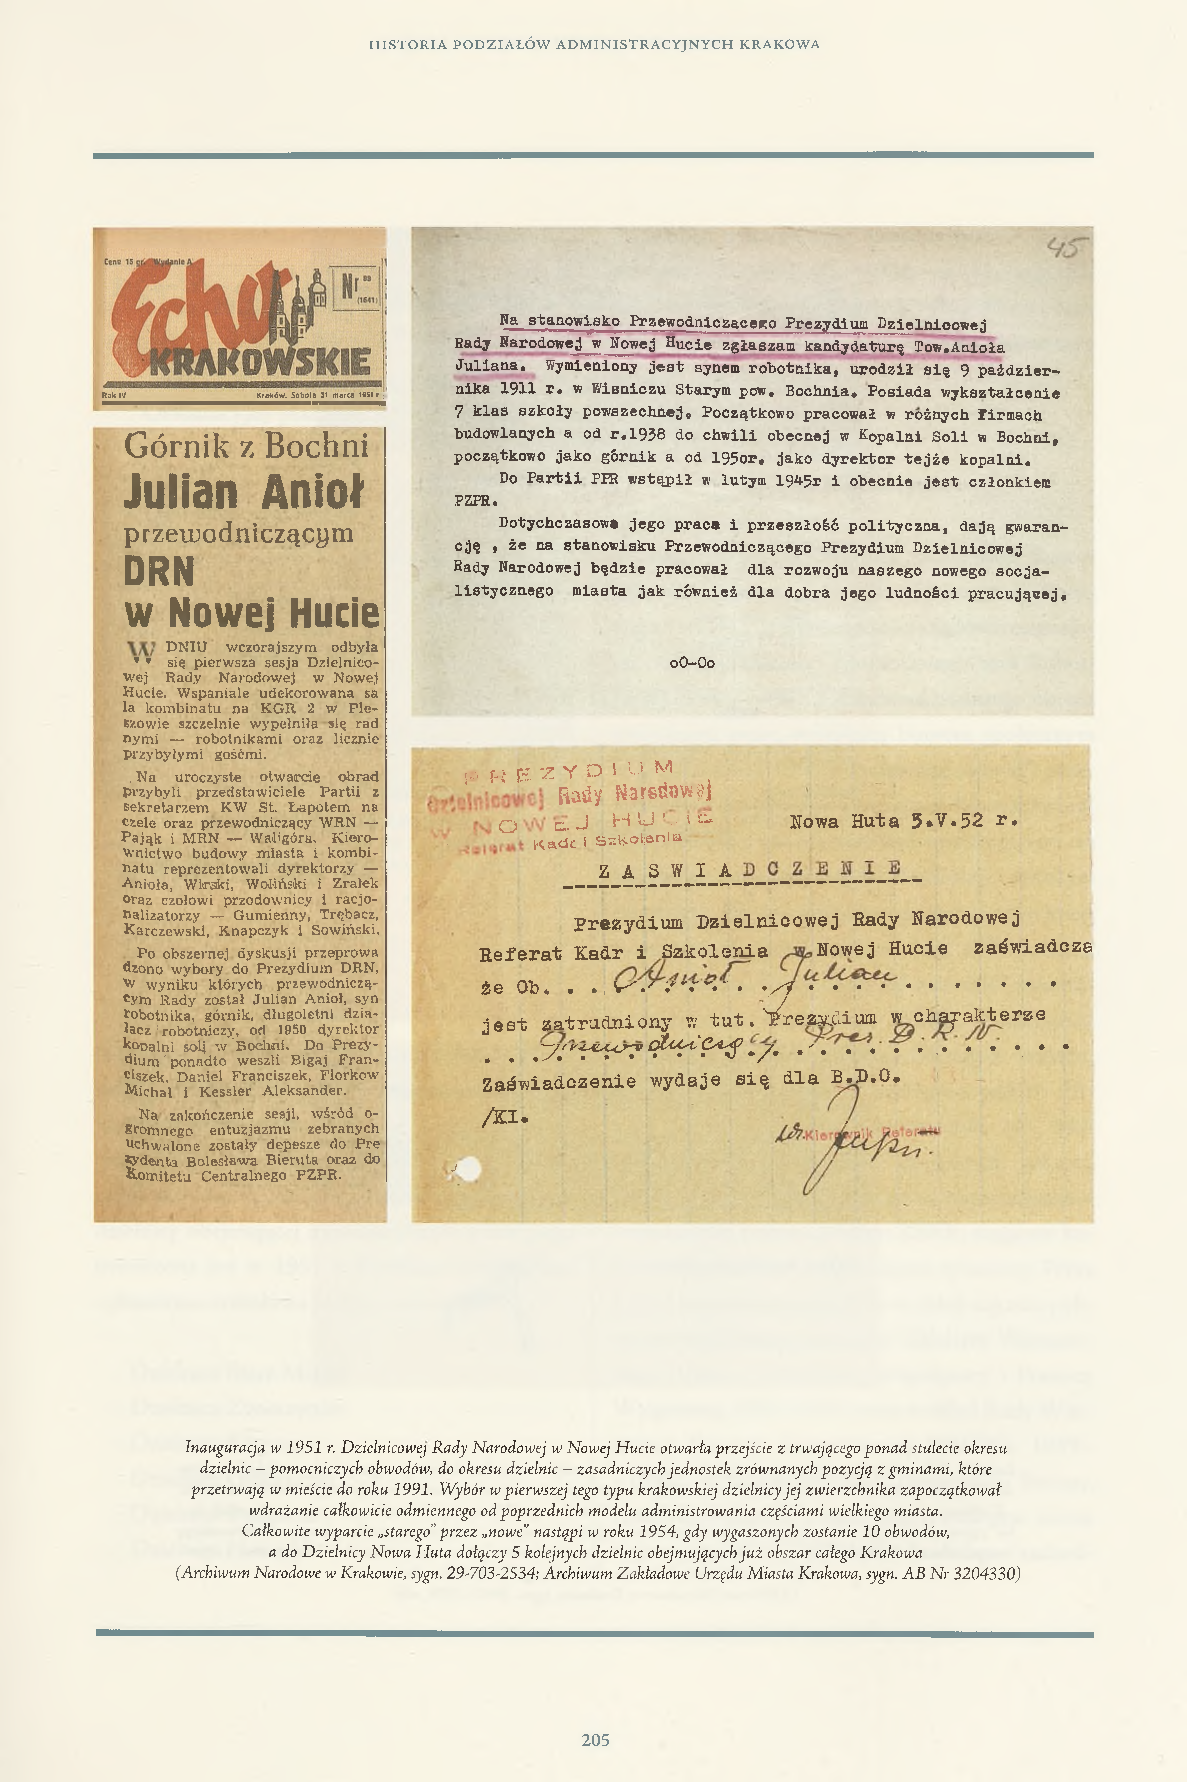 HISTORIA PODZIAŁÓW ADMINISTRACYJNYCH KRAKOWA
Cena 15 gr. Wydanie A
Echo
KRAKOWSKIE
Nr 89
(1641)
Rok IV Kraków, Sobota 31 marca 1951 r.
Górnik z Bochni
Julian Anioł
przewodniczącym
DRN
w Nowej Hucie
W DNIU wczorajszym odbyła
się pierwsza sesja Dzielnico-
wej Rady Narodowej w Nowej
Hucie. Wspaniale udekorowana sa
la kombinatu na KGR 2 w Ple-
szowie szczelnie wypełniła się rad
nymi — robotnikami oraz licznie
przybyłymi gośćmi.
Na uroczyste otwarcie obrad
przybyli przedstawiciele Partii z
sekretarzem KW St. Łapotem na
czele oraz przewodniczący WRN —
Pająk i MRN — Waligóra. Kiero-
wnictwo budowy miasta i kombi-
natu reprezentowali dyrektorzy —
Anioła, Wolński i Zrałek
oraz czołowi przodownicy i racjo-
nalizatorzy — Gumienny, Trębacz,
Karczewski, Knapczyk i Sowiński.
Po obszernej dyskusji przeprowa
dzono wybory do Prezydium DRN,
w wyniku których przewodniczą-
cym Rady został Julian Anioł, syn
robotnika, górnik, długoletni dzia-
łacz robotniczy, od 1950 dyrektor
kopalni soli w Bochni. Do Prezy-
dium ponadto weszli Bigaj Fran-
ciszek, Daniel Franciszek, Florkow
Michał i Kessler Aleksander.
Na zakończenie sesji, wśród o-
gromnego entuzjazmu zebranych
uchwalone zostały depesze do Pre
zydenta Bolesława Bieruta oraz do
Komitetu Centralnego PZPR.
45
Na stanowisko Przewodniczącego Prezydium Dzielnicowej
Rady Narodowej w Nowej Hucie zgłaszam kandydaturę Tow.Anioła
Juliana. Wymieniony jest synem robotnika, urodził się 9 paździer-
nika 1911 r. w Wisniczu Starym pow. Bochnia. Posiada wykształcenie
7 klas szkoły powszechnej. Początkowo pracował w różnych firmach
budowlanych a od r.1938 do chwili obecnej w Kopalni Soli w Bochni,
początkowo jako górnik a od 195or. jako dyrektor tejże kopalni.
Do Partii PPR wstąpił w lutym 1945r i obecnie jest członkiem
PZPR.
Dotychczasowa jego praca i przeszłość polityczna, dają gwaran-
cję , że na stanowisku Przewodniczącego Prezydium Dzielnicowej
Rady Narodowej będzie pracował dla rozwoju naszego nowego socja-
listycznego miasta jak również dla dobra jego ludności pracującej.
oO-Oo
PREZYDIUM
Dzielnicowej Rady Narodowej
W NOWEJ HUCIE
Referat Kadr i Szkolenia
Nowa Huta 5.V.52 r.
Z A S W I A D C Z E N I E
Prezydium Dzielnicowej Rady Narodowej
Referat Kadr i Szkolenia w Nowej Hucie zaświadcza
że Ob. . . Anioł Julian . . . . . . .
jest zatrudniony w tut. Prezydium w charakterze
. . . Przewodniczący Prez. D.R.N. . . .
Zaświadczenie wydaje się dla B.D.O.
/KI.
Kierownik Referatu
Inauguracja w 1951 r. Dzielnicowej Rady Narodowej w Nowej Hucie otwarła przejście z trwającego ponad stulecie okresu
dzielnic – pomocniczych obwodów, do okresu dzielnic – zasadniczych jednostek zrównanych pozycją z gminami, które
przetrwają w mieście do roku 1991. Wybór w pierwszej tego typu krakowskiej dzielnicy jej zwierzchnika zapoczątkował
wdrażanie całkowicie odmiennego od poprzednich modelu administrowania częściami wielkiego miasta.
Całkowite wyparcie „starego” przez „nowe” nastąpi w roku 1954, gdy wygaszonych zostanie 10 obwodów,
a do Dzielnicy Nowa Huta dołączy 5 kolejnych dzielnic obejmujących już obszar całego Krakowa
(Archiwum Narodowe w Krakowie, sygn. 29-703-2534; Archiwum Zakładowe Urzędu Miasta Krakowa, sygn. AB Nr 3204330)
205